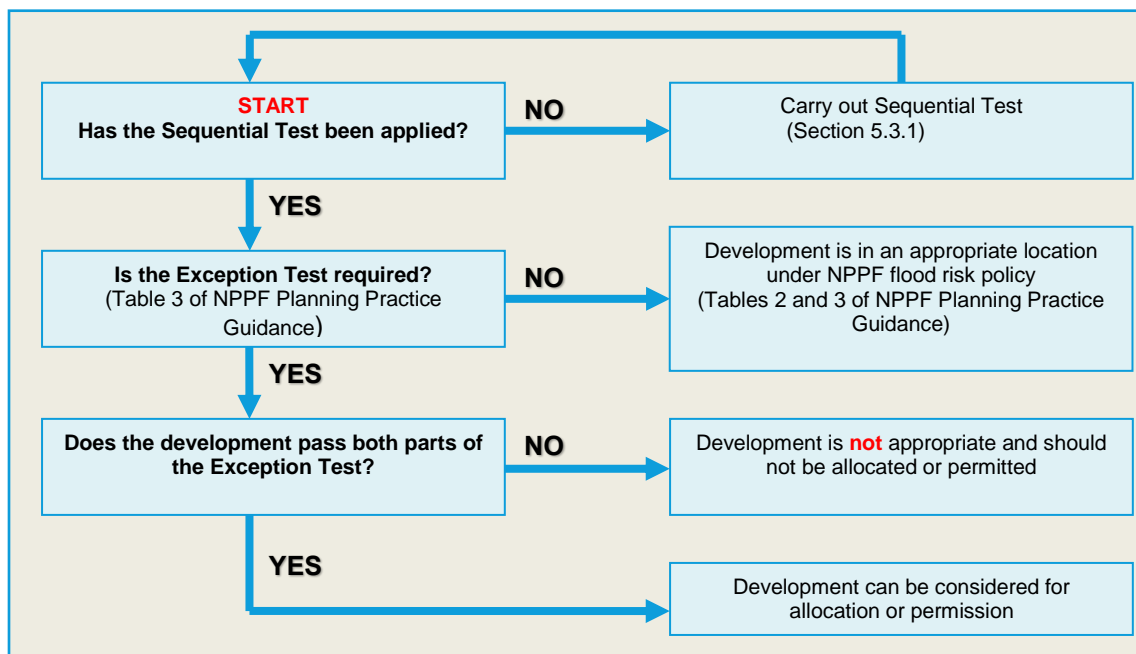 START
Has the Sequential Test been applied?
NO
Carry out Sequential Test
(Section 5.3.1)
YES
Is the Exception Test required?
(Table 3 of NPPF Planning Practice
Guidance)
NO
Development is in an appropriate location
under NPPF flood risk policy
(Tables 2 and 3 of NPPF Planning Practice
Guidance)
YES
Does the development pass both parts of
the Exception Test?
NO
Development is not appropriate and should
not be allocated or permitted
YES
Development can be considered for
allocation or permission